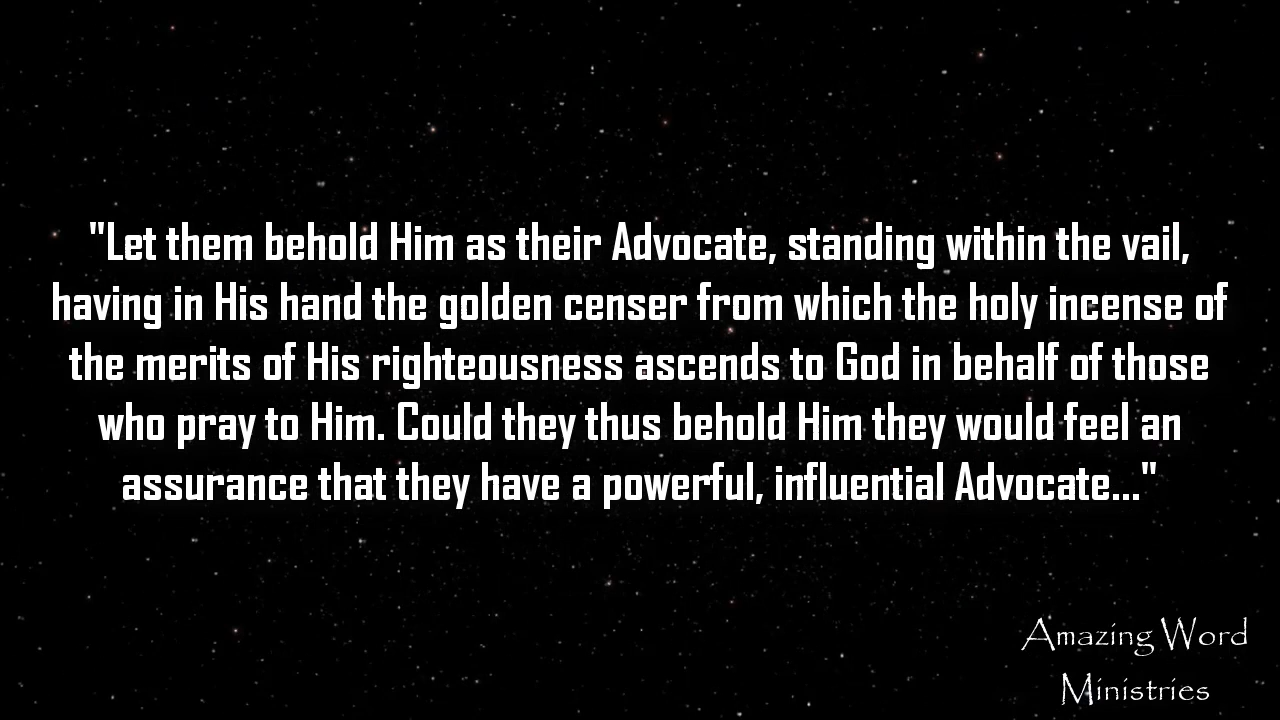 "Let them behold Him as their Advocate, standing within the vail,
having in His hand the golden censer from which the holy incense of
the merits of His righteousness ascends to God in behalf of those
who pray to Him. Could they thus behold Him they would feel an
assurance that they have a powerful, influential Advocate..."
Amazing Word
Ministries